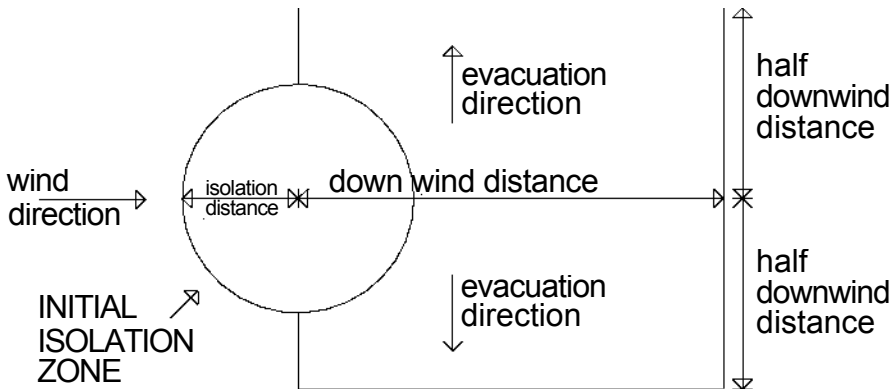 evacuation
direction
half
downwind
distance
wind
direction
isolation
distance
down wind distance
evacuation
direction
half
downwind
distance
INITIAL
ISOLATION
ZONE